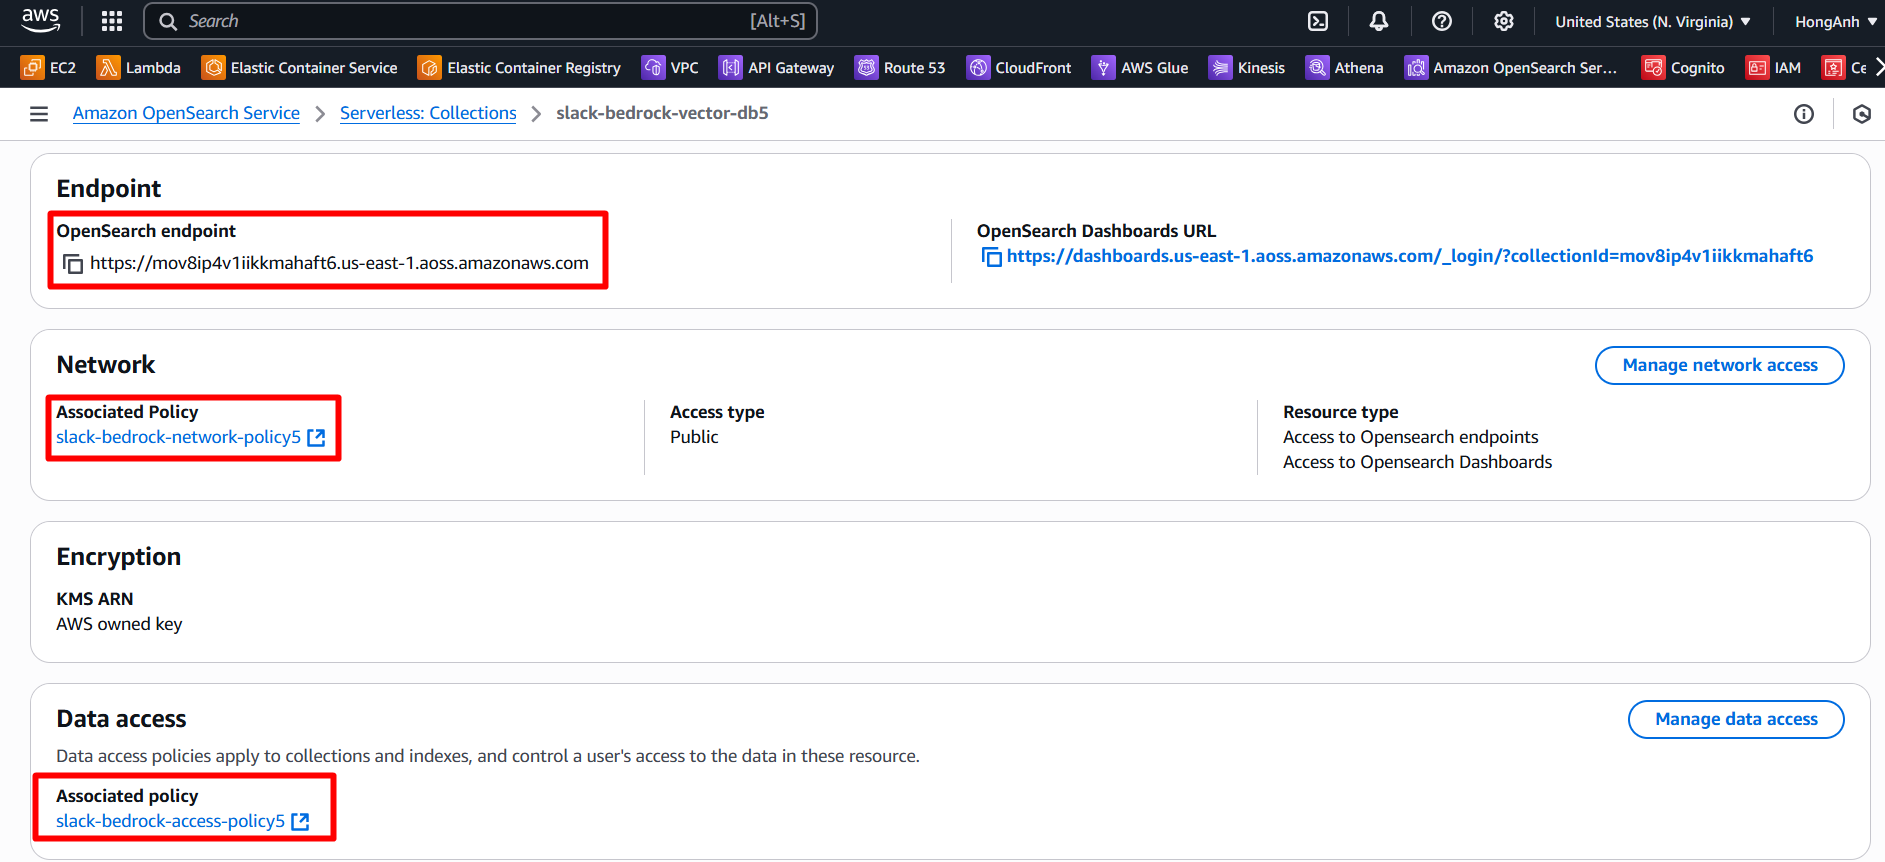 aws Search [Alt+S] United States (N. Virginia) ▼ HongAnh ▼
EC2 Lambda Elastic Container Service Elastic Container Registry VPC API Gateway Route 53 CloudFront AWS Glue Kinesis Athena Amazon OpenSearch Ser... Cognito IAM Ce
Amazon OpenSearch Service > Serverless: Collections > slack-bedrock-vector-db5
Endpoint
OpenSearch endpoint
https://mov8ip4v1iikkmahaft6.us-east-1.aoss.amazonaws.com
OpenSearch Dashboards URL
https://dashboards.us-east-1.aoss.amazonaws.com/_login/?collectionId=mov8ip4v1iikkmahaft6
Network
Manage network access
Associated Policy
slack-bedrock-network-policy5
Access type
Public
Resource type
Access to Opensearch endpoints
Access to Opensearch Dashboards
Encryption
KMS ARN
AWS owned key
Data access
Manage data access
Data access policies apply to collections and indexes, and control a user's access to the data in these resource.
Associated policy
slack-bedrock-access-policy5